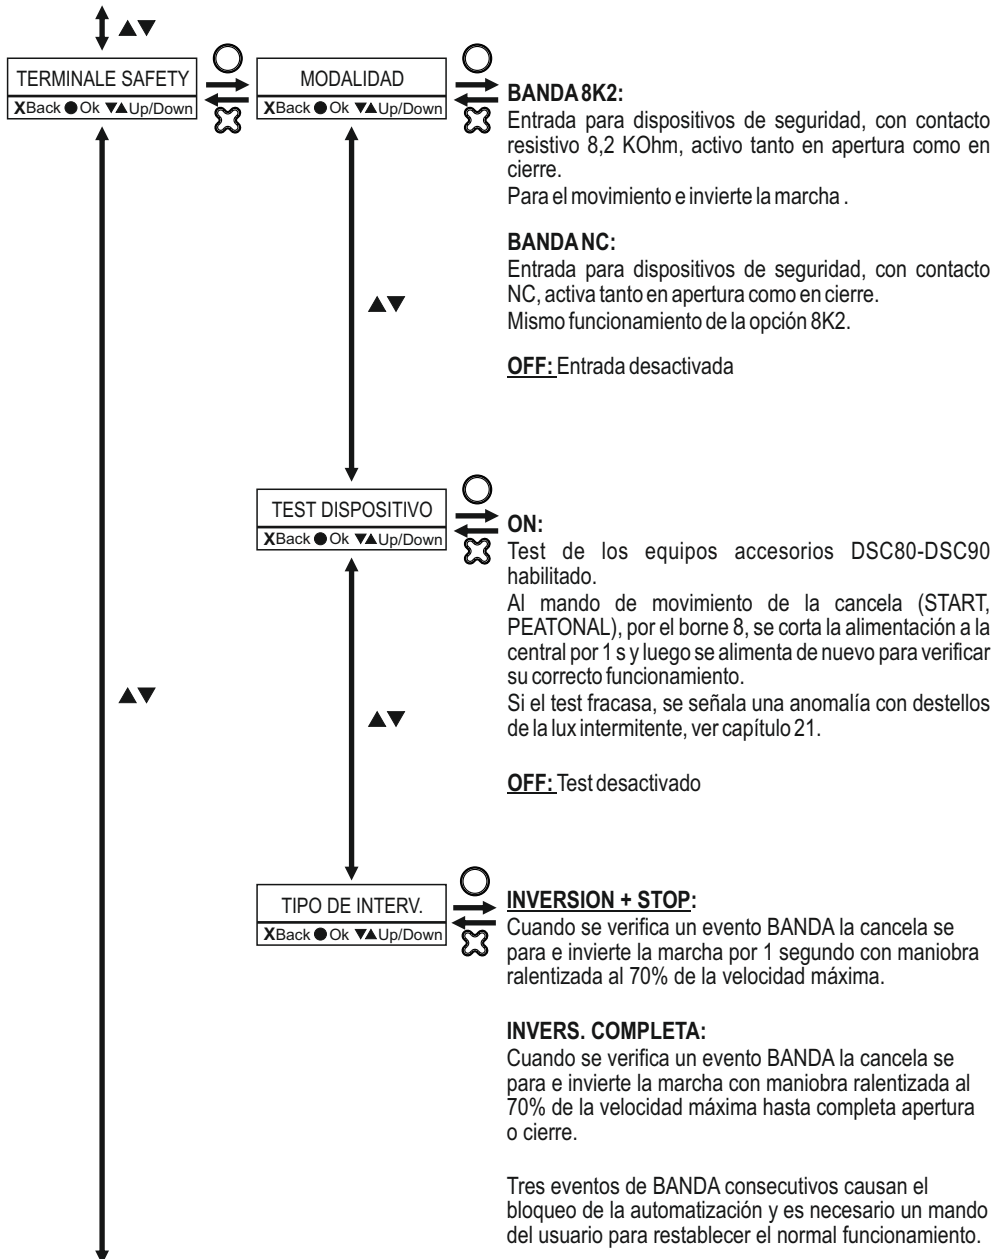 ▲▼
TERMINALE SAFETY
XBack ● Ok ▼▲Up/Down
MODALIDAD
XBack ● Ok ▼▲Up/Down
BANDA 8K2:
Entrada para dispositivos de seguridad, con contacto
resistivo 8,2 KOhm, activo tanto en apertura como en
cierre.
Para el movimiento e invierte la marcha .
BANDA NC:
Entrada para dispositivos de seguridad, con contacto
NC, activa tanto en apertura como en cierre.
Mismo funcionamiento de la opción 8K2.
OFF: Entrada desactivada
▲▼
TEST DISPOSITIVO
XBack ● Ok ▼▲Up/Down
ON:
Test de los equipos accesorios DSC80-DSC90
habilitado.
Al mando de movimiento de la cancela (START,
PEATONAL), por el borne 8, se corta la alimentación a la
central por 1 s y luego se alimenta de nuevo para verificar
su correcto funcionamiento.
Si el test fracasa, se señala una anomalía con destellos
de la lux intermitente, ver capítulo 21.
OFF: Test desactivado
▲▼
▲▼
TIPO DE INTERV.
XBack ● Ok ▼▲Up/Down
INVERSION + STOP:
Cuando se verifica un evento BANDA la cancela se
para e invierte la marcha por 1 segundo con maniobra
ralentizada al 70% de la velocidad máxima.
INVERS. COMPLETA:
Cuando se verifica un evento BANDA la cancela se
para e invierte la marcha con maniobra ralentizada al
70% de la velocidad máxima hasta completa apertura
o cierre.
Tres eventos de BANDA consecutivos causan el
bloqueo de la automatización y es necesario un mando
del usuario para restablecer el normal funcionamiento.